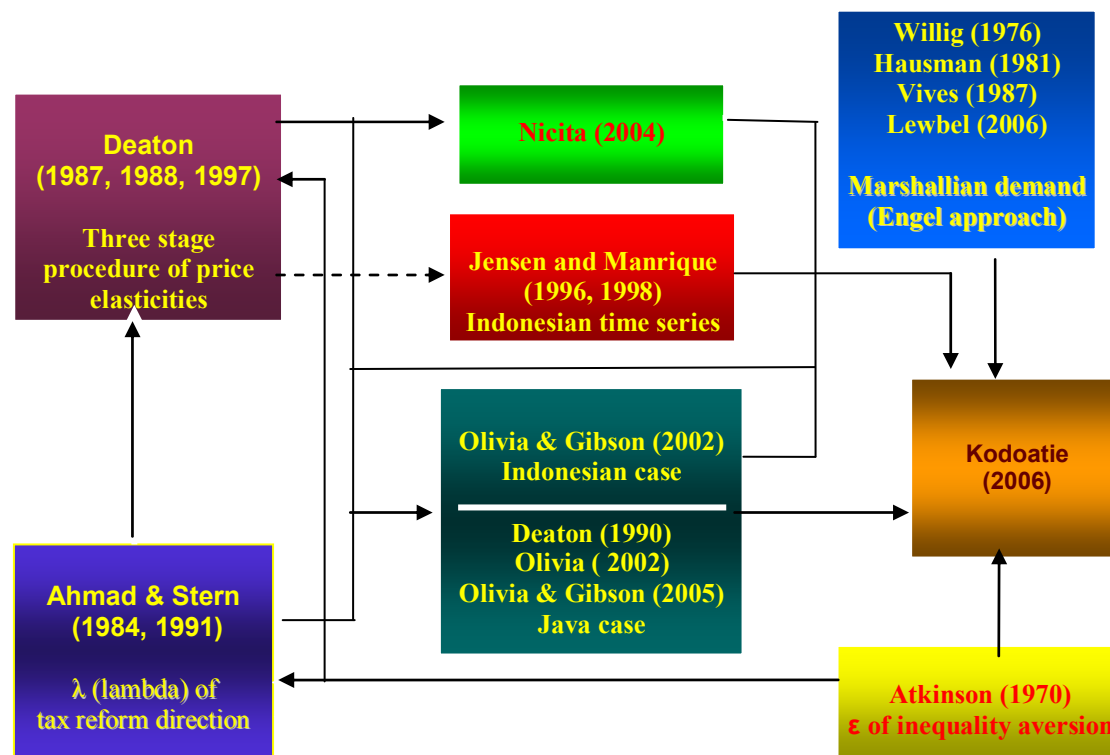 Deaton
(1987, 1988, 1997)
Three stage
procedure of price
elasticities
Ahmad & Stern
(1984, 1991)
λ (lambda) of
tax reform direction
Nicita (2004)
Jensen and Manrique
(1996, 1998)
Indonesian time series
Olivia & Gibson (2002)
Indonesian case
Deaton (1990)
Olivia ( 2002)
Olivia & Gibson (2005)
Java case
Willig (1976)
Hausman (1981)
Vives (1987)
Lewbel (2006)
Marshallian demand
(Engel approach)
Kodoatie
(2006)
Atkinson (1970)
ε of inequality aversion